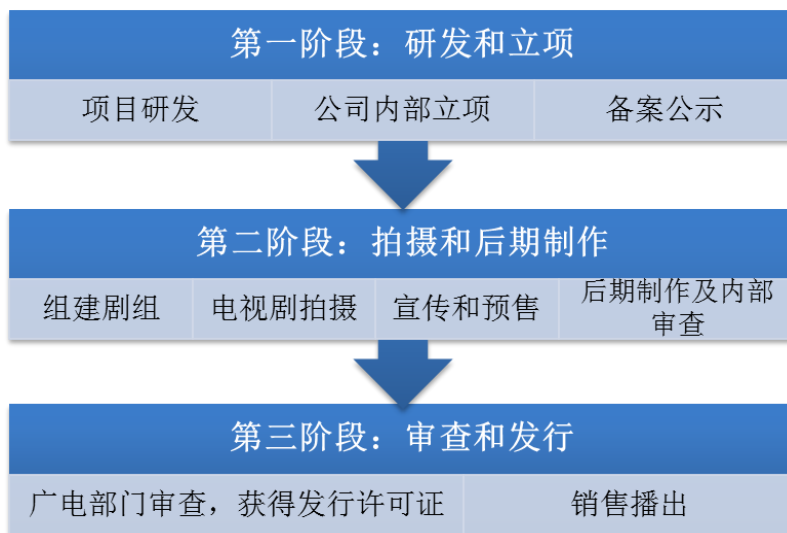 第一阶段：研发和立项
项目研发
公司内部立项
备案公示
第二阶段：拍摄和后期制作
组建剧组
电视剧拍摄
宣传和预售
后期制作及内部
审查
第三阶段：审查和发行
广电部门审查，获得发行许可证
销售播出